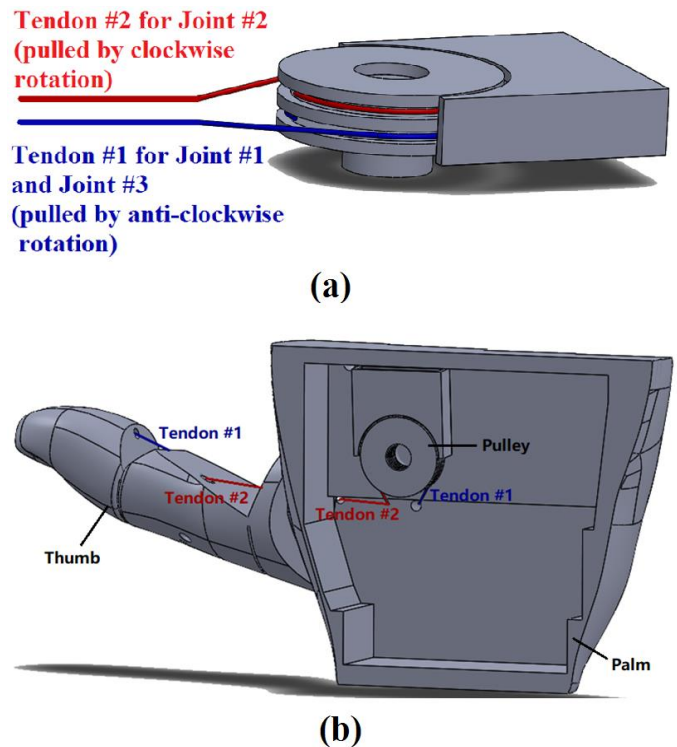 Tendon #2 for Joint #2
(pulled by clockwise
rotation)
Tendon #1 for Joint #1
and Joint #3
(pulled by anti-clockwise
rotation)
(a)
Tendon #1
Pulley
Tendon #2
Tendon #1
Tendon #2
Thumb
Palm
(b)